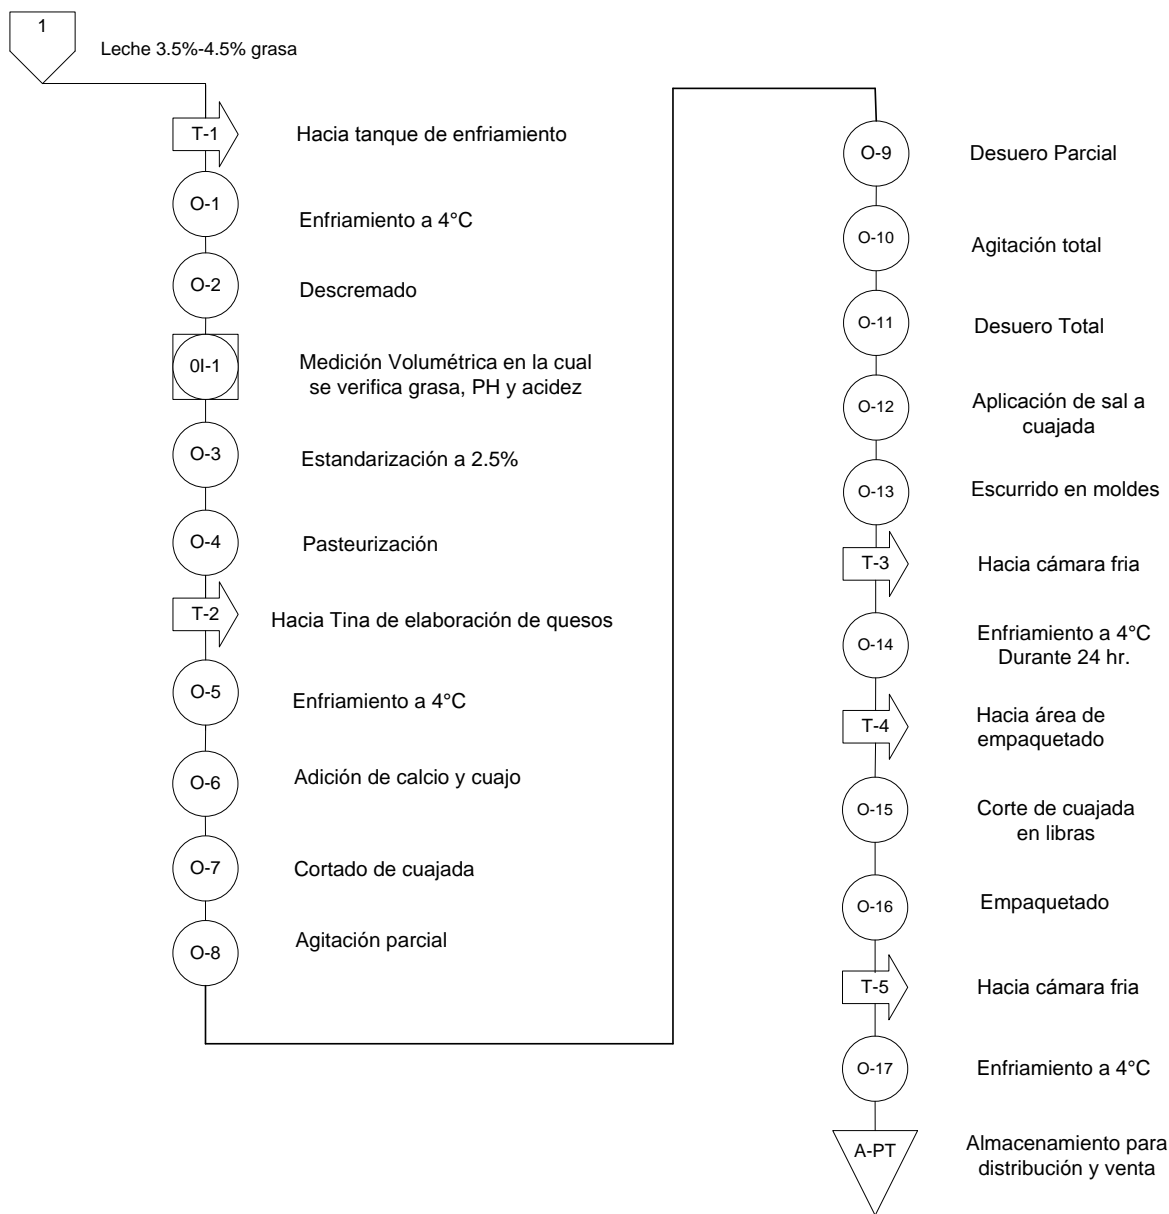 1
Leche 3.5%-4.5% grasa
T-1
Hacia tanque de enfriamiento
O-1
Enfriamiento a 4°C
O-2
Descremado
0I-1
Medición Volumétrica en la cual
se verifica grasa, PH y acidez
O-3
Estandarización a 2.5%
O-4
Pasteurización
T-2
Hacia Tina de elaboración de quesos
O-5
Enfriamiento a 4°C
O-6
Adición de calcio y cuajo
O-7
Cortado de cuajada
O-8
Agitación parcial
O-9
Desuero Parcial
O-10
Agitación total
O-11
Desuero Total
O-12
Aplicación de sal a
cuajada
O-13
Escurrido en moldes
T-3
Hacia cámara fria
O-14
Enfriamiento a 4°C
Durante 24 hr.
T-4
Hacia área de
empaquetado
O-15
Corte de cuajada
en libras
O-16
Empaquetado
T-5
Hacia cámara fria
O-17
Enfriamiento a 4°C
A-PT
Almacenamiento para
distribución y venta